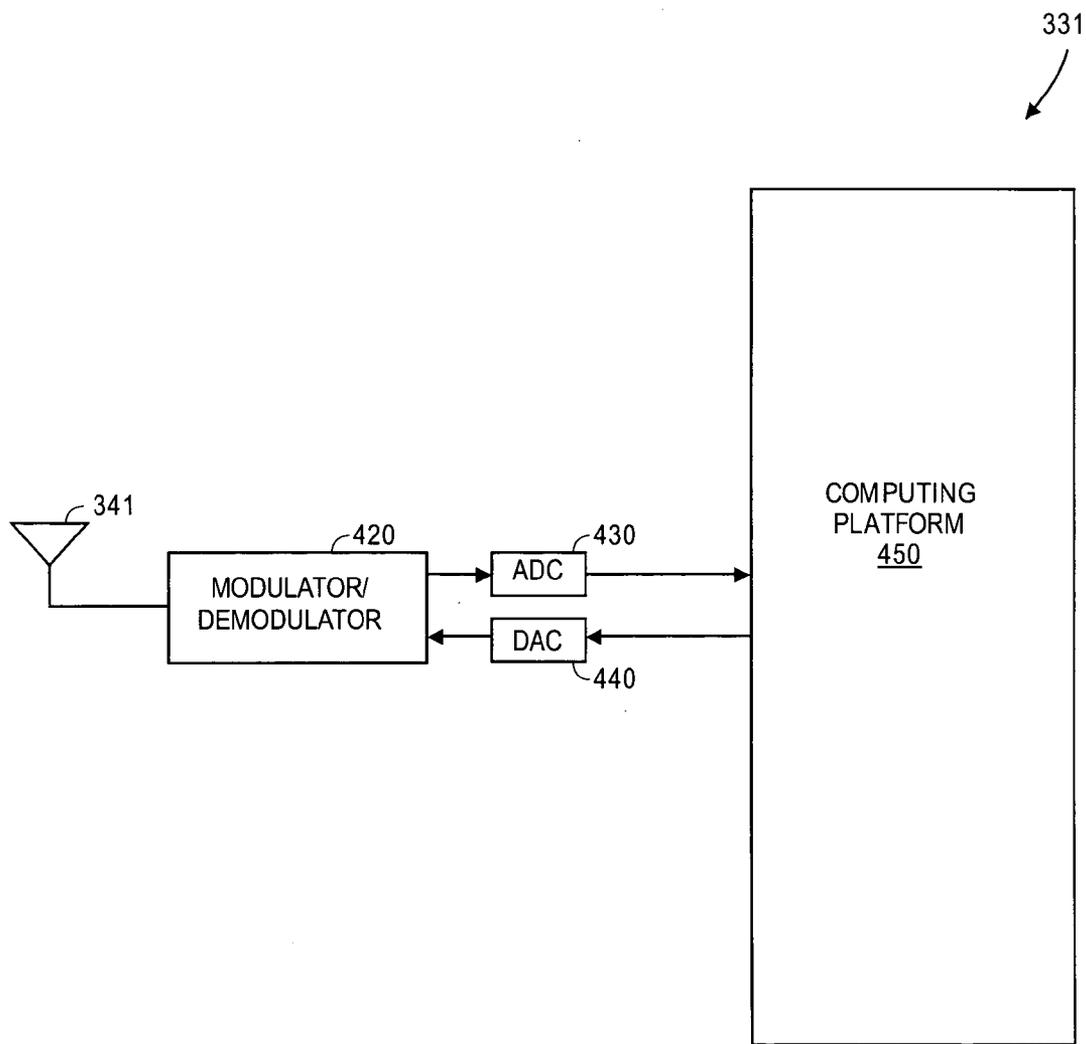 331
COMPUTING
PLATFORM
450
341
420
430
MODULATOR/
DEMODULATOR
ADC
DAC
440